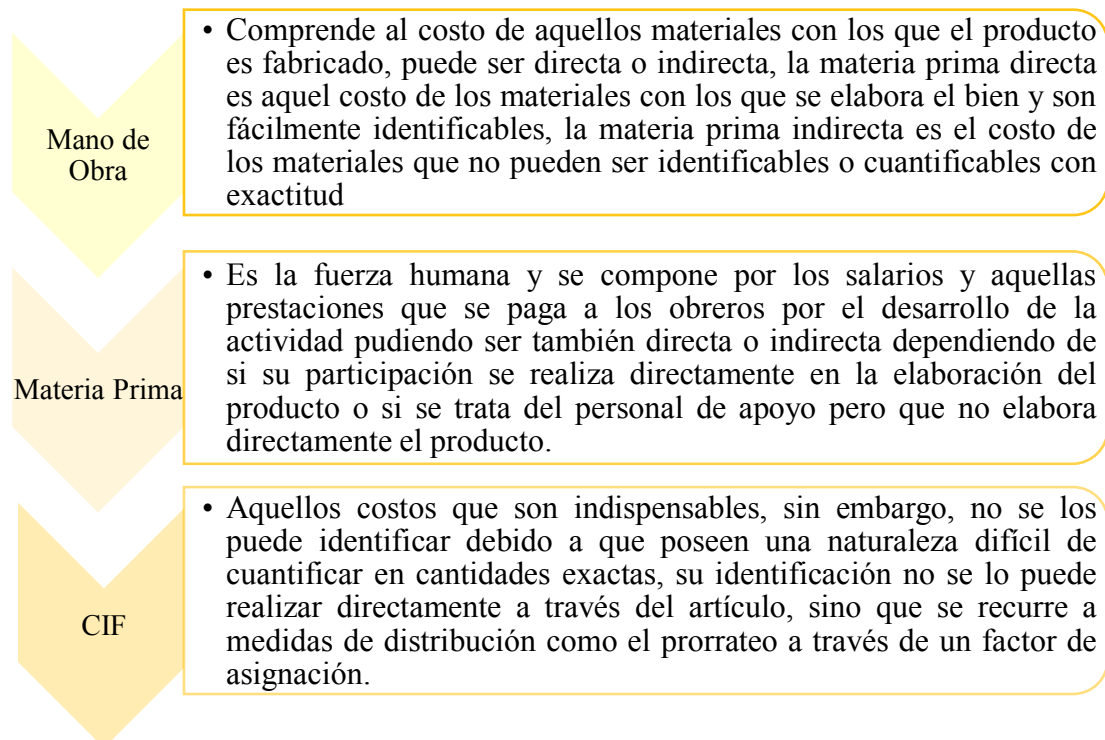 Mano de
Obra
• Comprende al costo de aquellos materiales con los que el producto
es fabricado, puede ser directa o indirecta, la materia prima directa
es aquel costo de los materiales con los que se elabora el bien y son
fácilmente identificables, la materia prima indirecta es el costo de
los materiales que no pueden ser identificables o cuantificables con
exactitud
Materia Prima
• Es la fuerza humana y se compone por los salarios y aquellas
prestaciones que se paga a los obreros por el desarrollo de la
actividad pudiendo ser también directa o indirecta dependiendo de
si su participación se realiza directamente en la elaboración del
producto o si se trata del personal de apoyo pero que no elabora
directamente el producto.
CIF
• Aquellos costos que son indispensables, sin embargo, no se los
puede identificar debido a que poseen una naturaleza difícil de
cuantificar en cantidades exactas, su identificación no se lo puede
realizar directamente a través del artículo, sino que se recurre a
medidas de distribución como el prorrateo a través de un factor de
asignación.